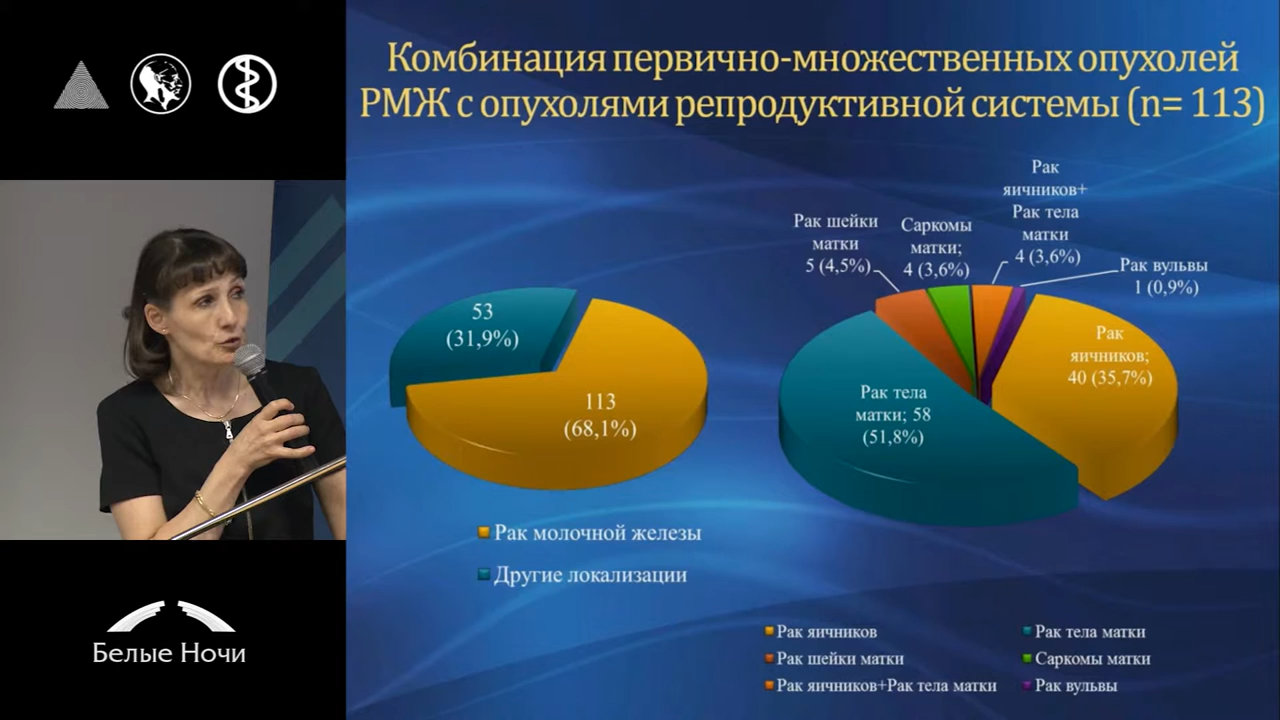 Комбинация первично-множественных опухолей
РМЖ с опухолями репродуктивной системы (n= 113)
53
(31,9%)
113
(68,1%)
Рак молочной железы
Другие локализации
Рак шейки
матки
5 (4,5%)
Саркомы
матки;
4 (3,6%)
Рак
яичников+
Рак тела
матки
4 (3,6%)
Рак вульвы
1 (0,9%)
Рак
яичников;
40 (35,7%)
Рак тела
матки; 58
(51,8%)
Рак яичников
Рак тела матки
Рак шейки матки
Саркомы матки
Рак яичников+Рак тела матки
Рак вульвы
Белые Ночи